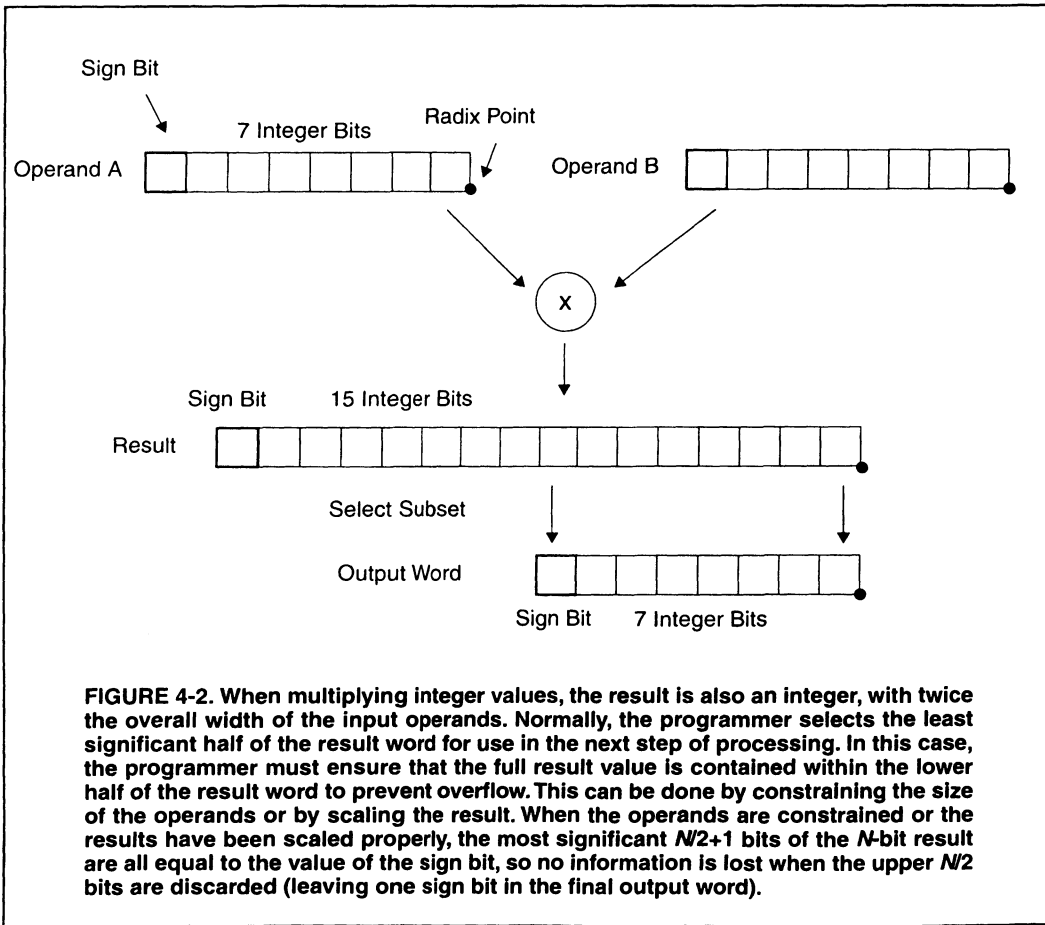 Sign Bit
7 Integer Bits
Radix Point
Operand A
Operand B
X
Sign Bit
15 Integer Bits
Result
Select Subset
Output Word
Sign Bit
7 Integer Bits
FIGURE 4-2. When multiplying integer values, the result is also an integer, with twice
the overall width of the input operands. Normally, the programmer selects the least
significant half of the result word for use in the next step of processing. In this case,
the programmer must ensure that the full result value is contained within the lower
half of the result word to prevent overflow. This can be done by constraining the size
of the operands or by scaling the result. When the operands are constrained or the
results have been scaled properly, the most significant N/2+1 bits of the N-bit result
are all equal to the value of the sign bit, so no information is lost when the upper N/2
bits are discarded (leaving one sign bit in the final output word).